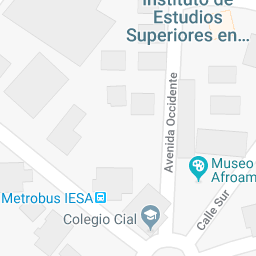 Instituto de
Estudios
Superiores en...
Avenida Occidente
Museo
Afroam
Metrobus IESA
Colegio Cial
Calle Sur